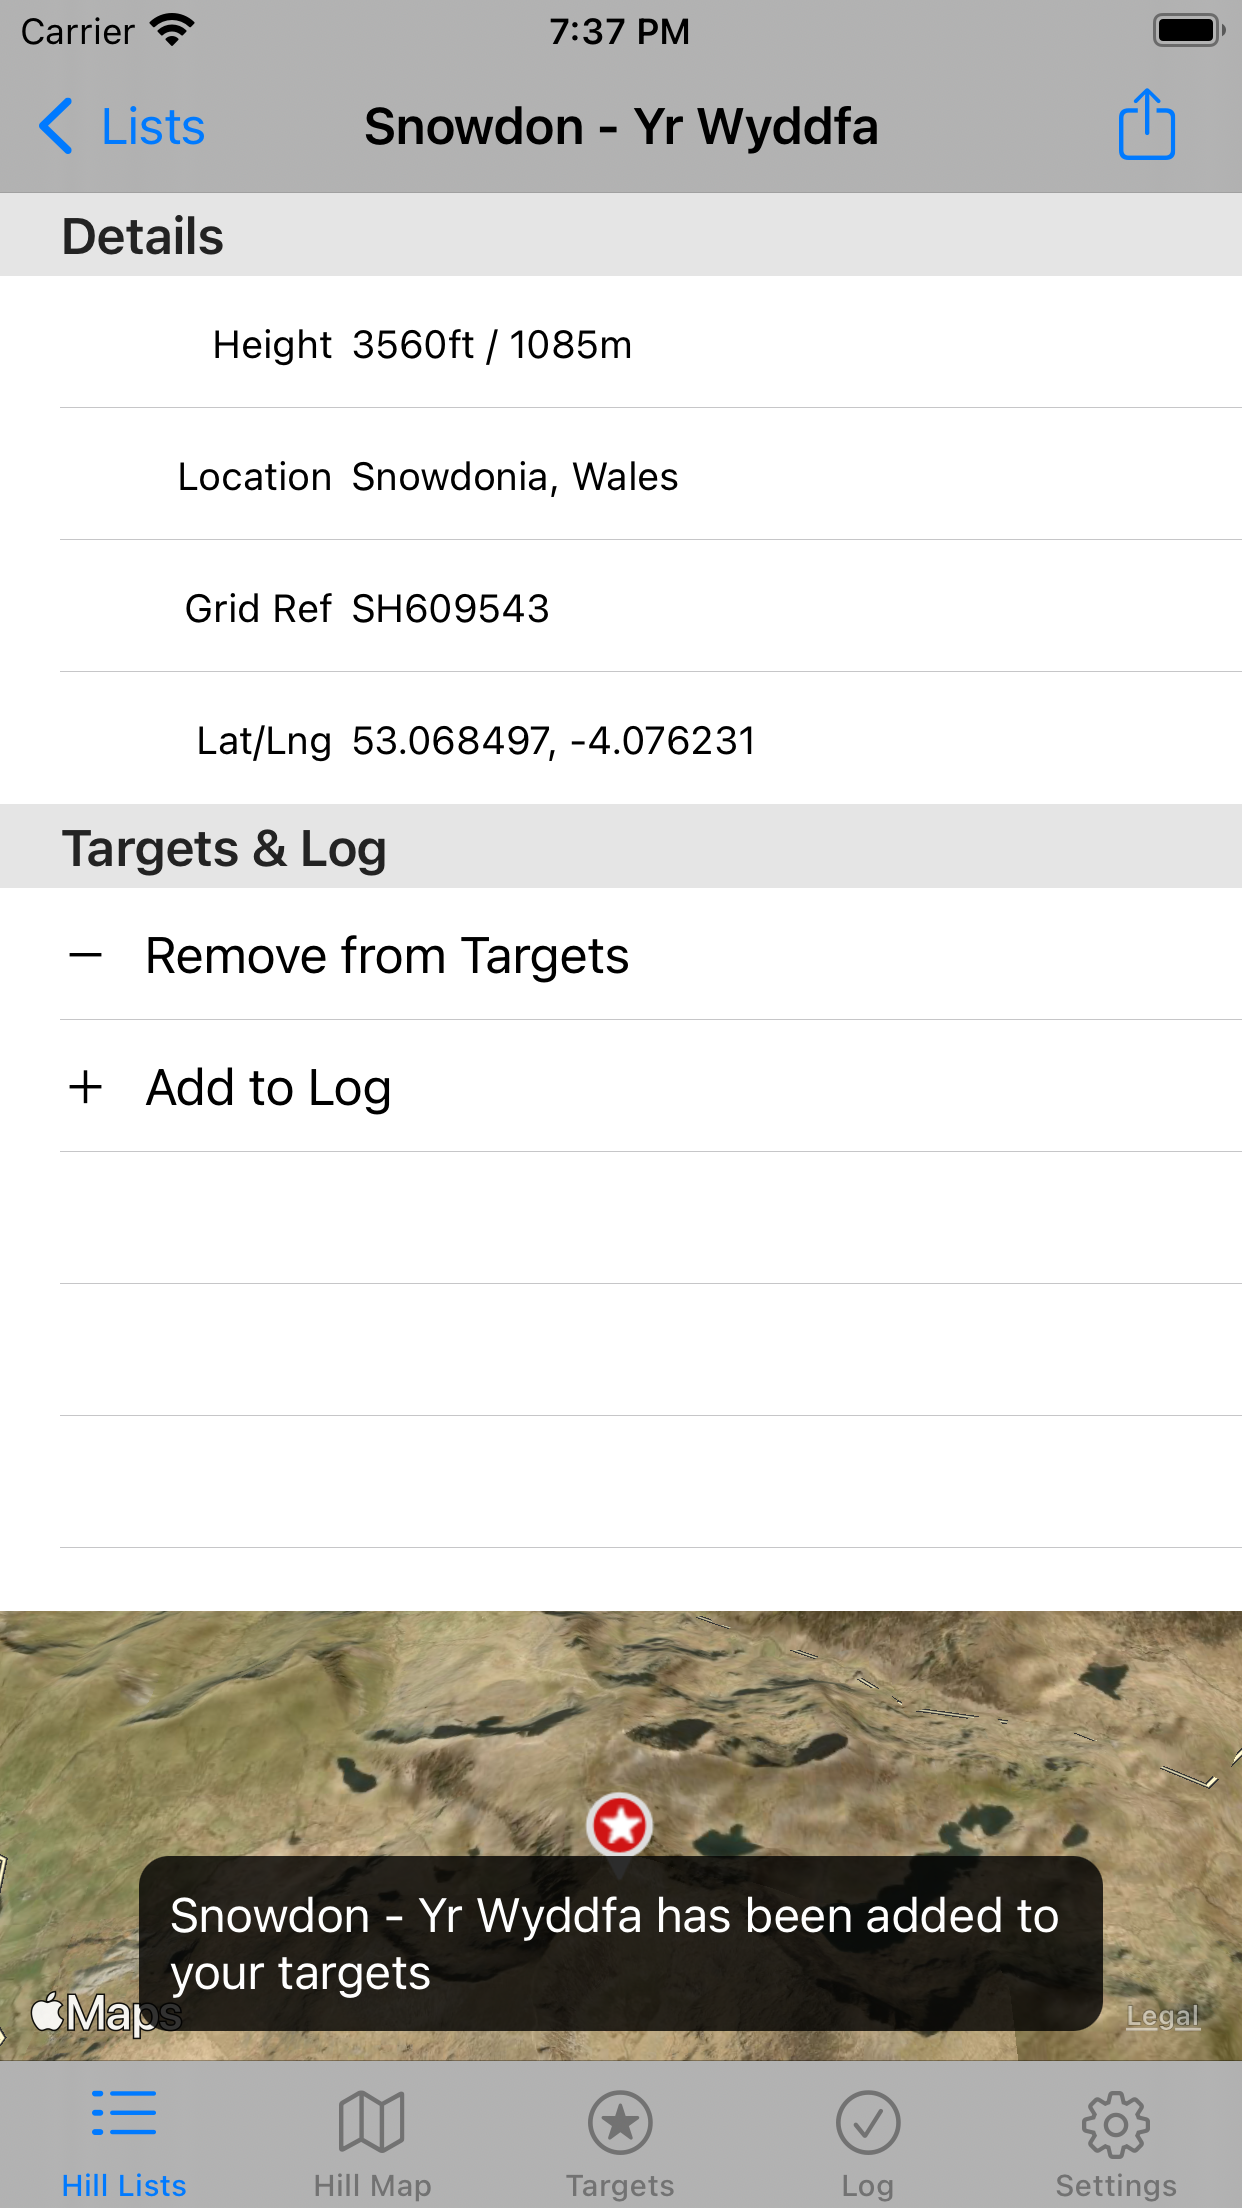 Carrier 7:37 PM
Lists Snowdon - Yr Wyddfa
Details
Height 3560ft / 1085m
Location Snowdonia, Wales
Grid Ref SH609543
Lat/Lng 53.068497, -4.076231
Targets & Log
Remove from Targets
Add to Log
Snowdon - Yr Wyddfa has been added to
your targets
Maps Legal
Hill Lists Hill Map Targets Log Settings